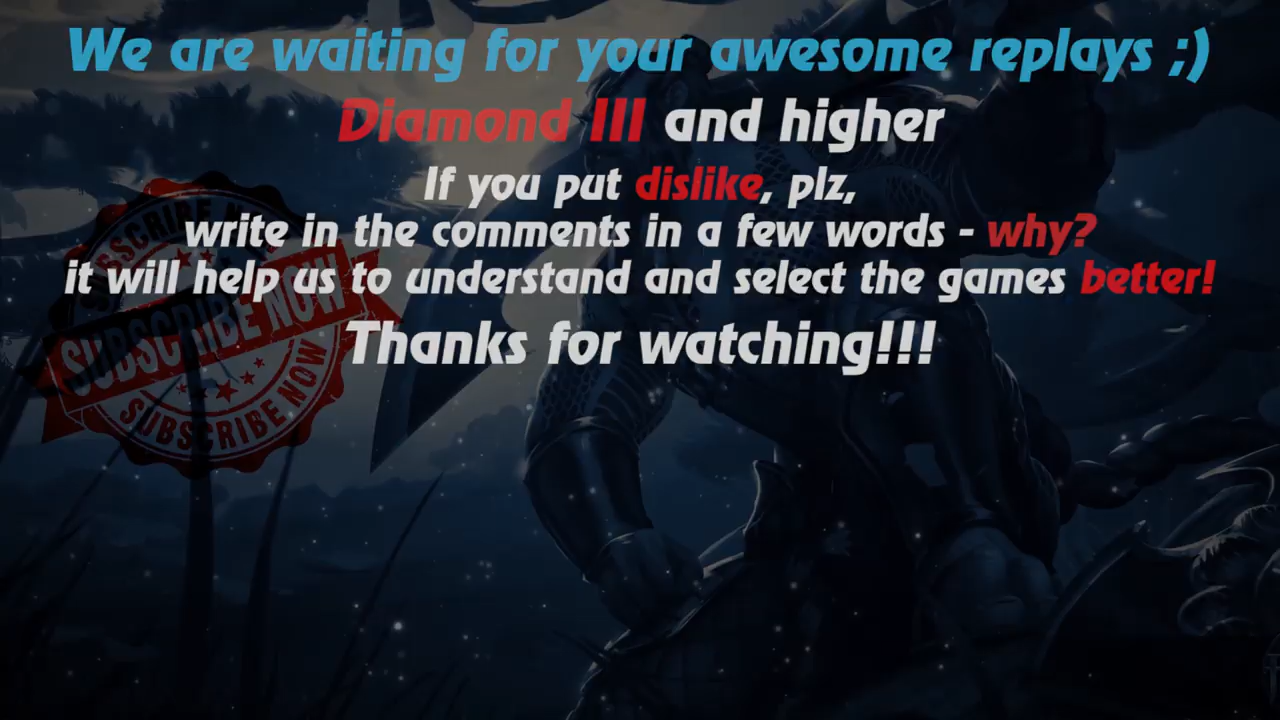 We are waiting for your awesome replays ;)
Diamond III and higher
If you put dislike, plz,
write in the comments in a few words - why?
it will help us to understand and select the games better!
Thanks for watching!!!
SUBSCRIBE NOW
SUBSCRIBE NOW
SUBSCRIBE NOW